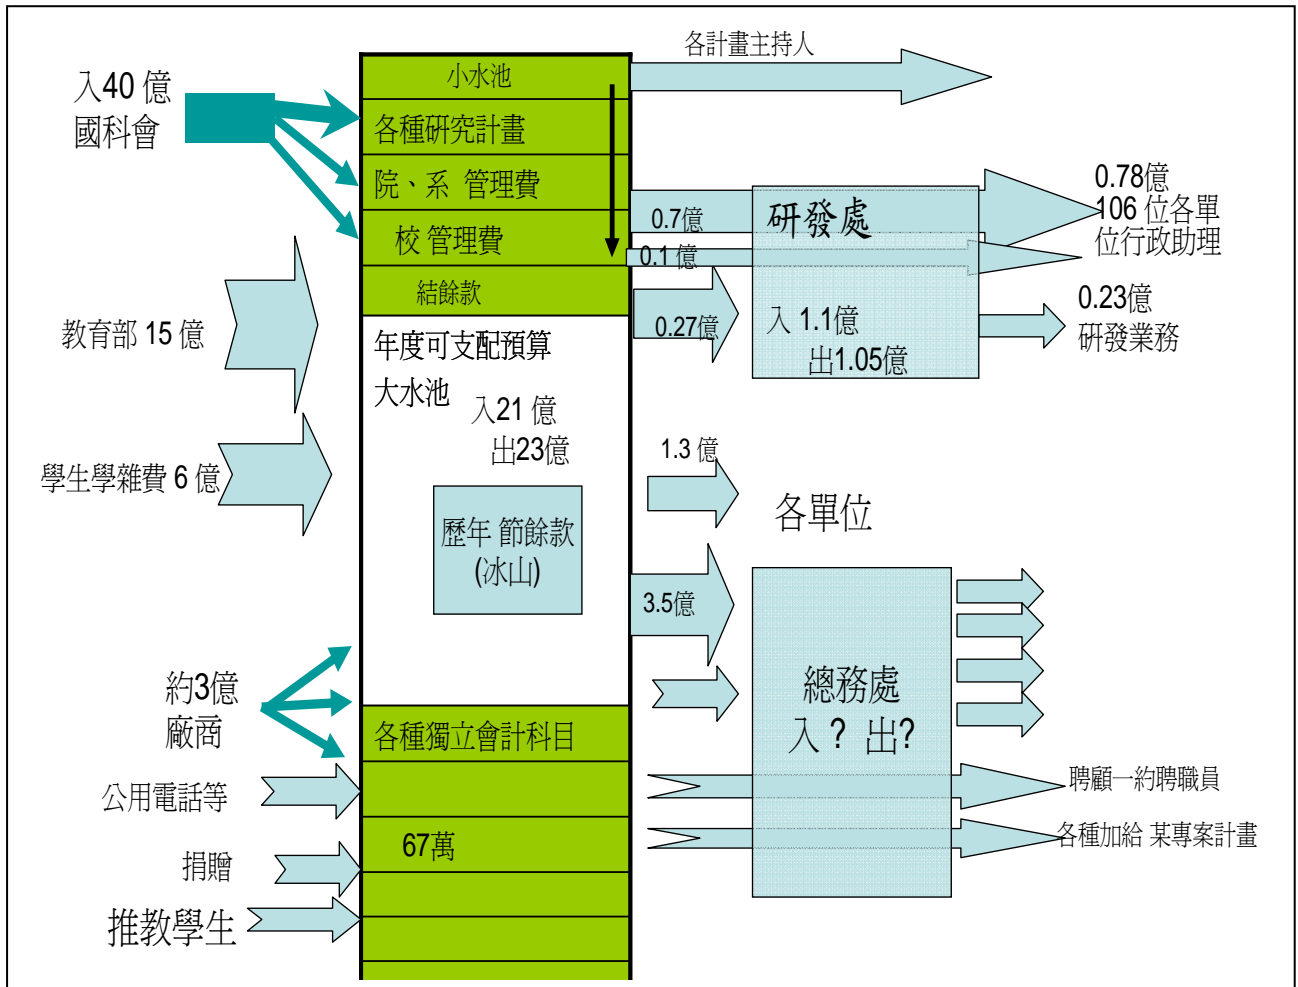 各計畫主持人
入40 億
國科會
小水池
各種研究計畫
院、系 管理費
校 管理費
結餘款
0.7億
0.1 億
0.27億
研發處
入 1.1億
出1.05億
0.78億
106 位各單
位行政助理
0.23億
研發業務
教育部 15 億
學生學雜費 6 億
年度可支配預算
大水池
入21 億
出23億
歷年 節餘款
(冰山)
1.3 億
各單位
3.5億
總務處
入 ? 出?
約3億
廠商
各種獨立會計科目
公用電話等
67萬
捐贈
推教學生
聘顧一約聘職員
各種加給 某專案計畫